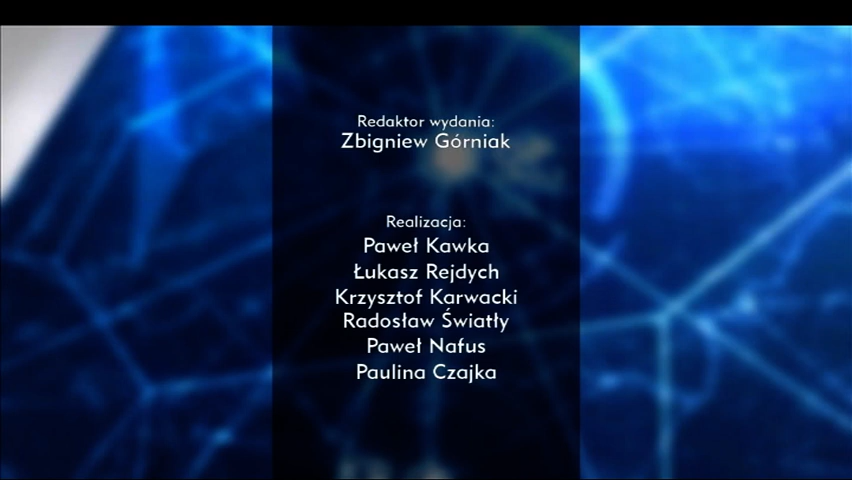 Redaktor wydania:
Zbigniew Górniak
Realizacja:
Paweł Kawka
Łukasz Rejdych
Krzysztof Karwacki
Radosław Światły
Paweł Nafus
Paulina Czajka